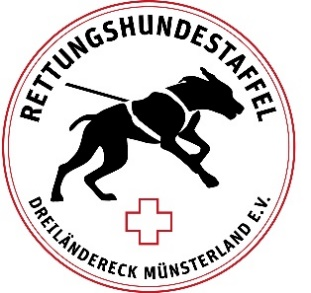 RETTUNGSHUNDESTAFFEL
DREILÄNDERECK MÜNSTERLAND E.V.